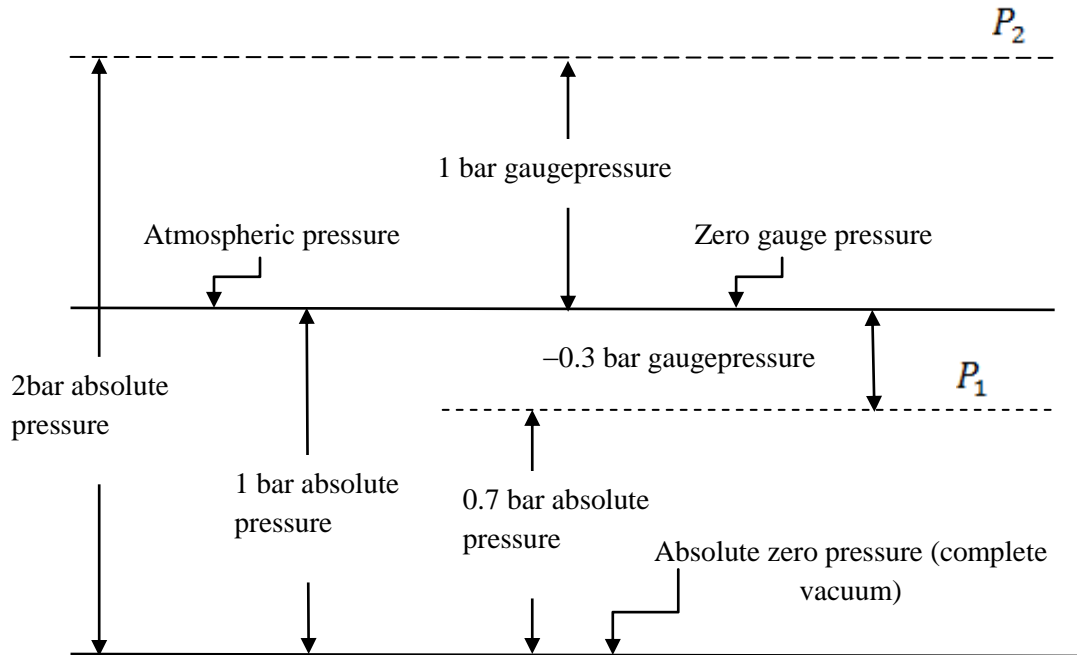 P₂
1 bar gaugepressure
Atmospheric pressure
Zero gauge pressure
–0.3 bar gaugepressure
P₁
2bar absolute
pressure
1 bar absolute
pressure
0.7 bar absolute
pressure
Absolute zero pressure (complete
vacuum)